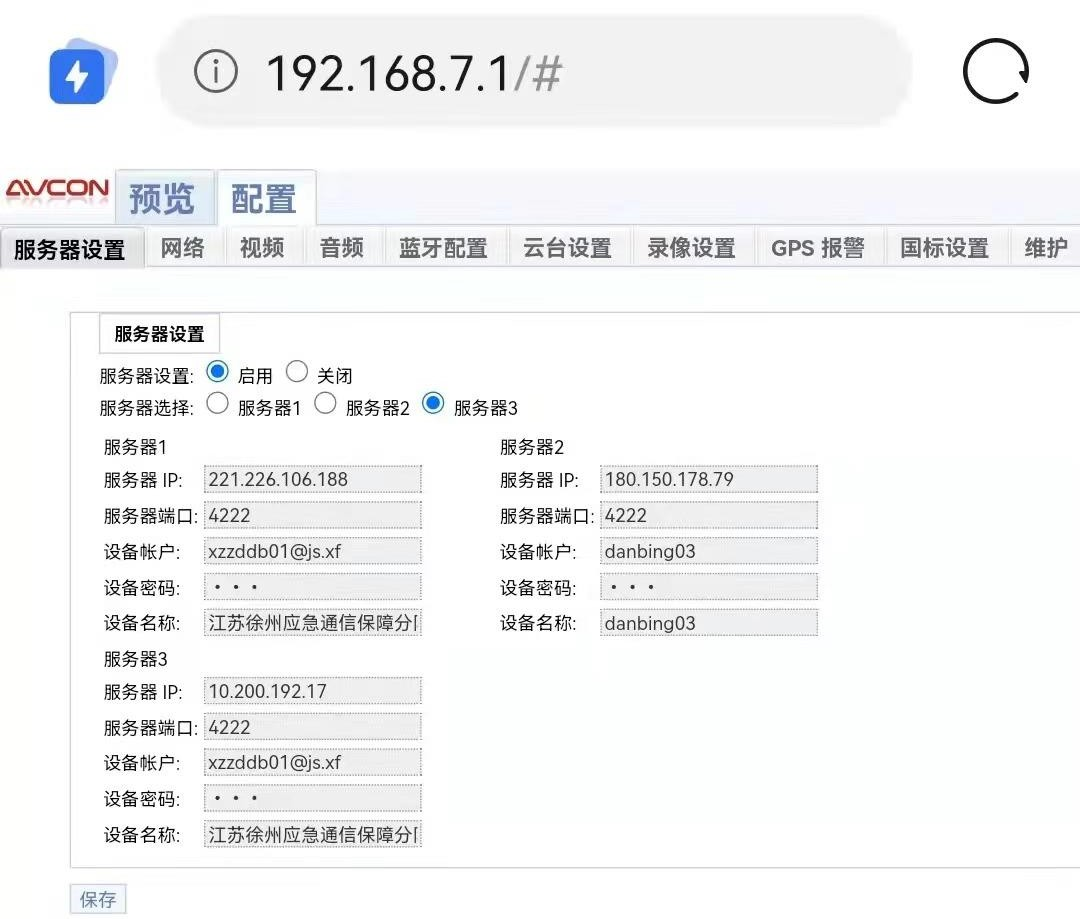 192.168.7.1/#
AVCON 预览 配置
服务器设置 网络 视频 音频 蓝牙配置 云台设置 录像设置 GPS 报警 国标设置 维护
服务器设置
服务器设置: 启用 关闭
服务器选择: 服务器1 服务器2 服务器3
服务器1 服务器2
服务器 IP: 221.226.106.188 服务器 IP: 180.150.178.79
服务器端口: 4222 服务器端口: 4222
设备帐户: xzzddb01@js.xf 设备帐户: danbing03
设备密码: • • • 设备密码: • • •
设备名称: 江苏徐州应急通信保障分 设备名称: danbing03
服务器3
服务器 IP: 10.200.192.17
服务器端口: 4222
设备帐户: xzzddb01@js.xf
设备密码: • • •
设备名称: 江苏徐州应急通信保障分
保存